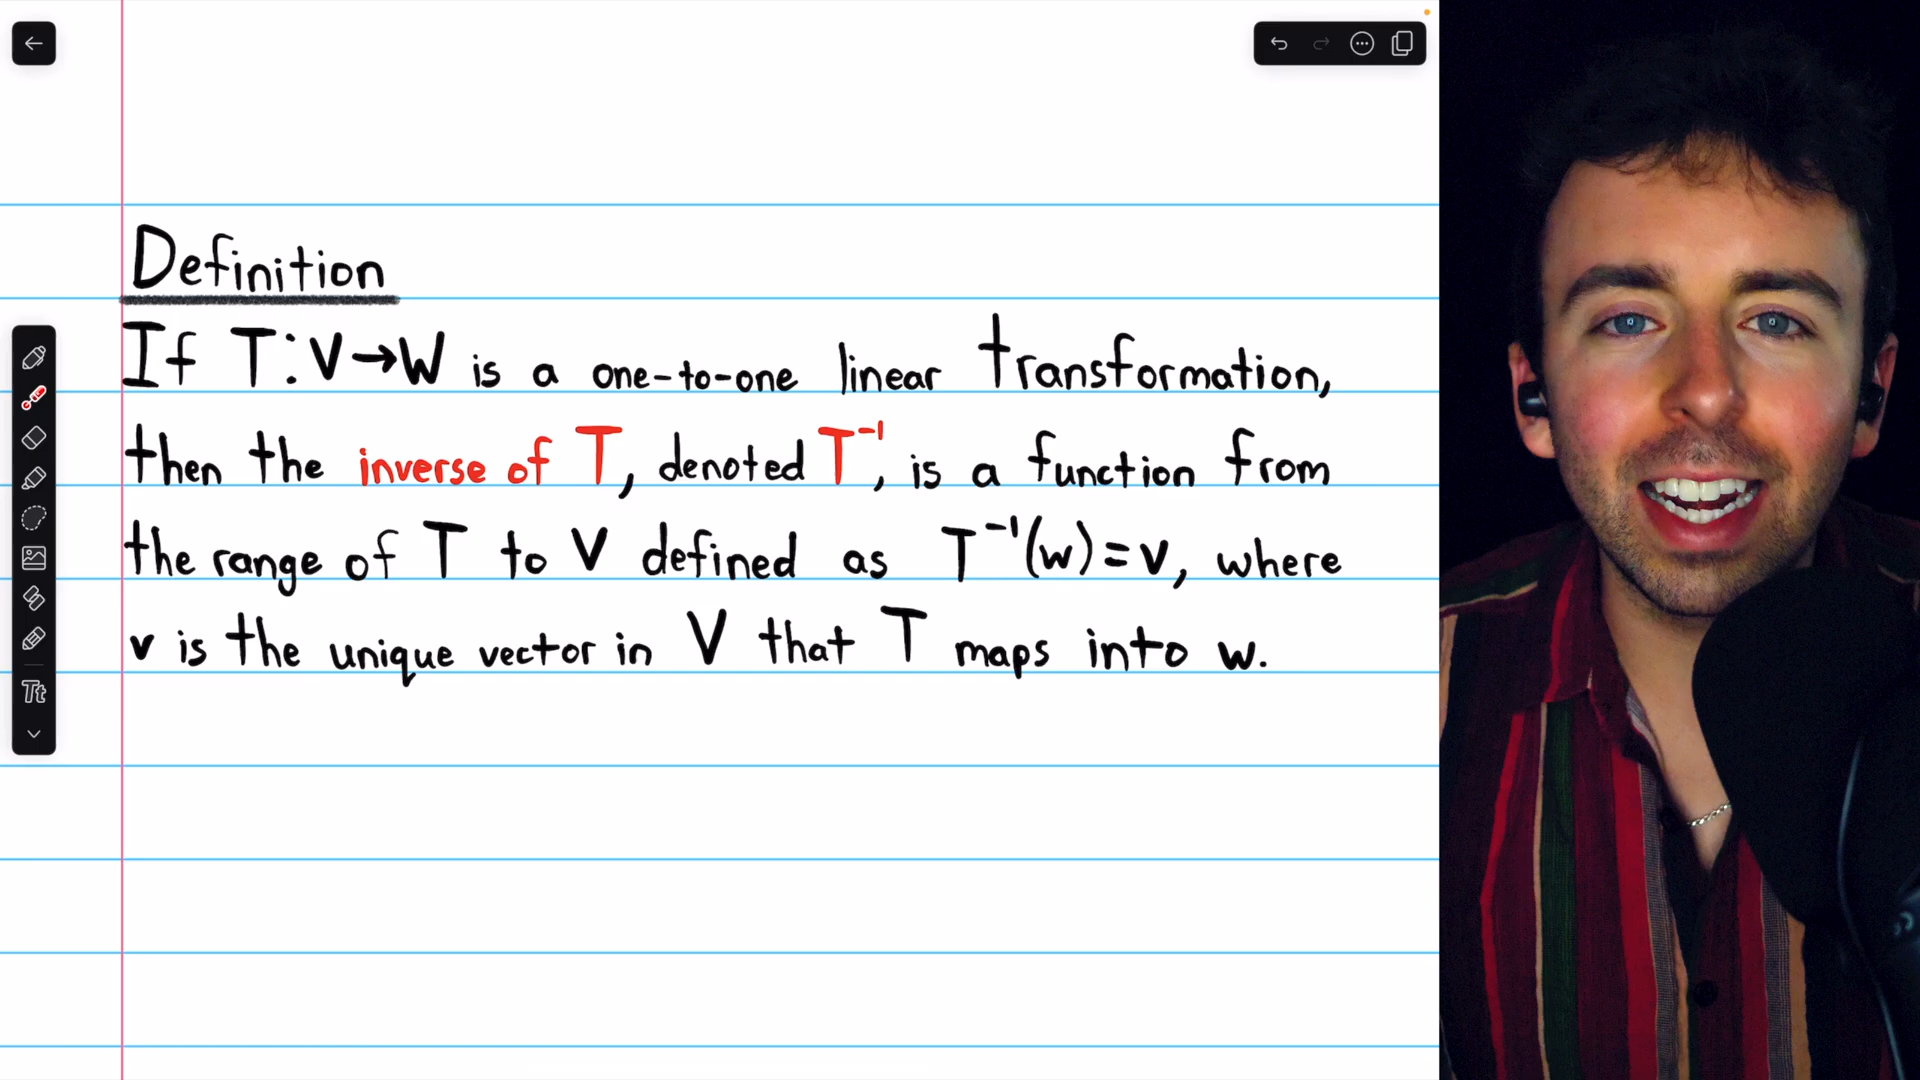 Definition
If T:V→W is a one-to-one linear transformation,
then the inverse of T, denoted T⁻¹, is a function from
the range of T to V defined as T⁻¹(w)=v, where
v is the unique vector in V that T maps into w.
Tt